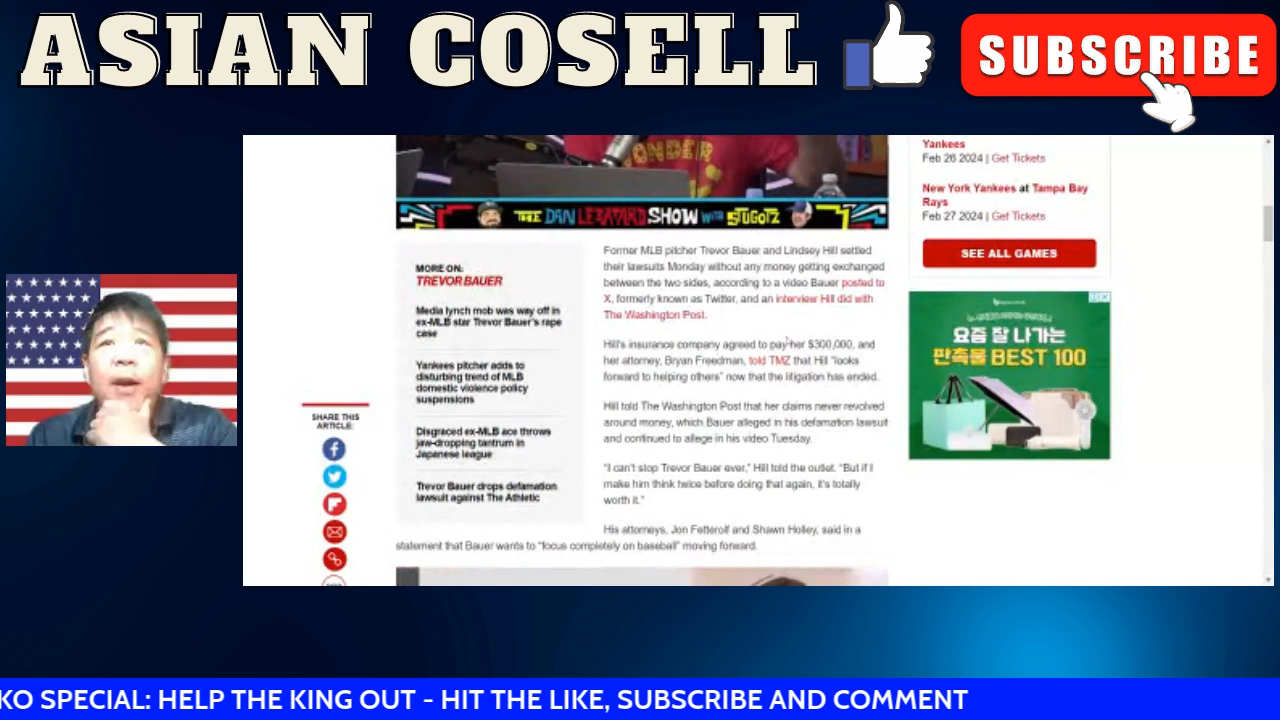 ASIAN COSELL
SUBSCRIBE
WONDER
THE DAN LEBATARD SHOW WITH STUGOTZ
Yankees
Feb 26 2024 | Get Tickets
New York Yankees at Tampa Bay
Rays
Feb 27 2024 | Get Tickets
SEE ALL GAMES
요즘 잘 나가는
판촉물 BEST 100
MORE ON:
TREVOR BAUER
Media lynch mob was way off in
ex-MLB star Trevor Bauer's rape
case
Yankees pitcher adds to
disturbing trend of MLB
domestic violence policy
suspensions
Disgraced ex-MLB ace throws
jaw-dropping tantrum in
Japanese league
Trevor Bauer drops defamation
lawsuit against The Athletic
SHARE THIS
ARTICLE:
Former MLB pitcher Trevor Bauer and Lindsey Hill settled
their lawsuits Monday without any money getting exchanged
between the two sides, according to a video Bauer posted to
X, formerly known as Twitter, and an interview Hill did with
The Washington Post.
Hill's insurance company agreed to pay her $300,000, and
her attorney, Bryan Freedman, told TMZ that Hill "looks
forward to helping others" now that the litigation has ended.
Hill told The Washington Post that her claims never revolved
around money, which Bauer alleged in his defamation lawsuit
and continued to allege in his video Tuesday.
"I can't stop Trevor Bauer ever," Hill told the outlet. "But if I
make him think twice before doing that again, it's totally
worth it."
His attorneys, Jon Fetterolf and Shawn Holley, said in a
statement that Bauer wants to "focus completely on baseball" moving forward.
KO SPECIAL: HELP THE KING OUT - HIT THE LIKE, SUBSCRIBE AND COMMENT